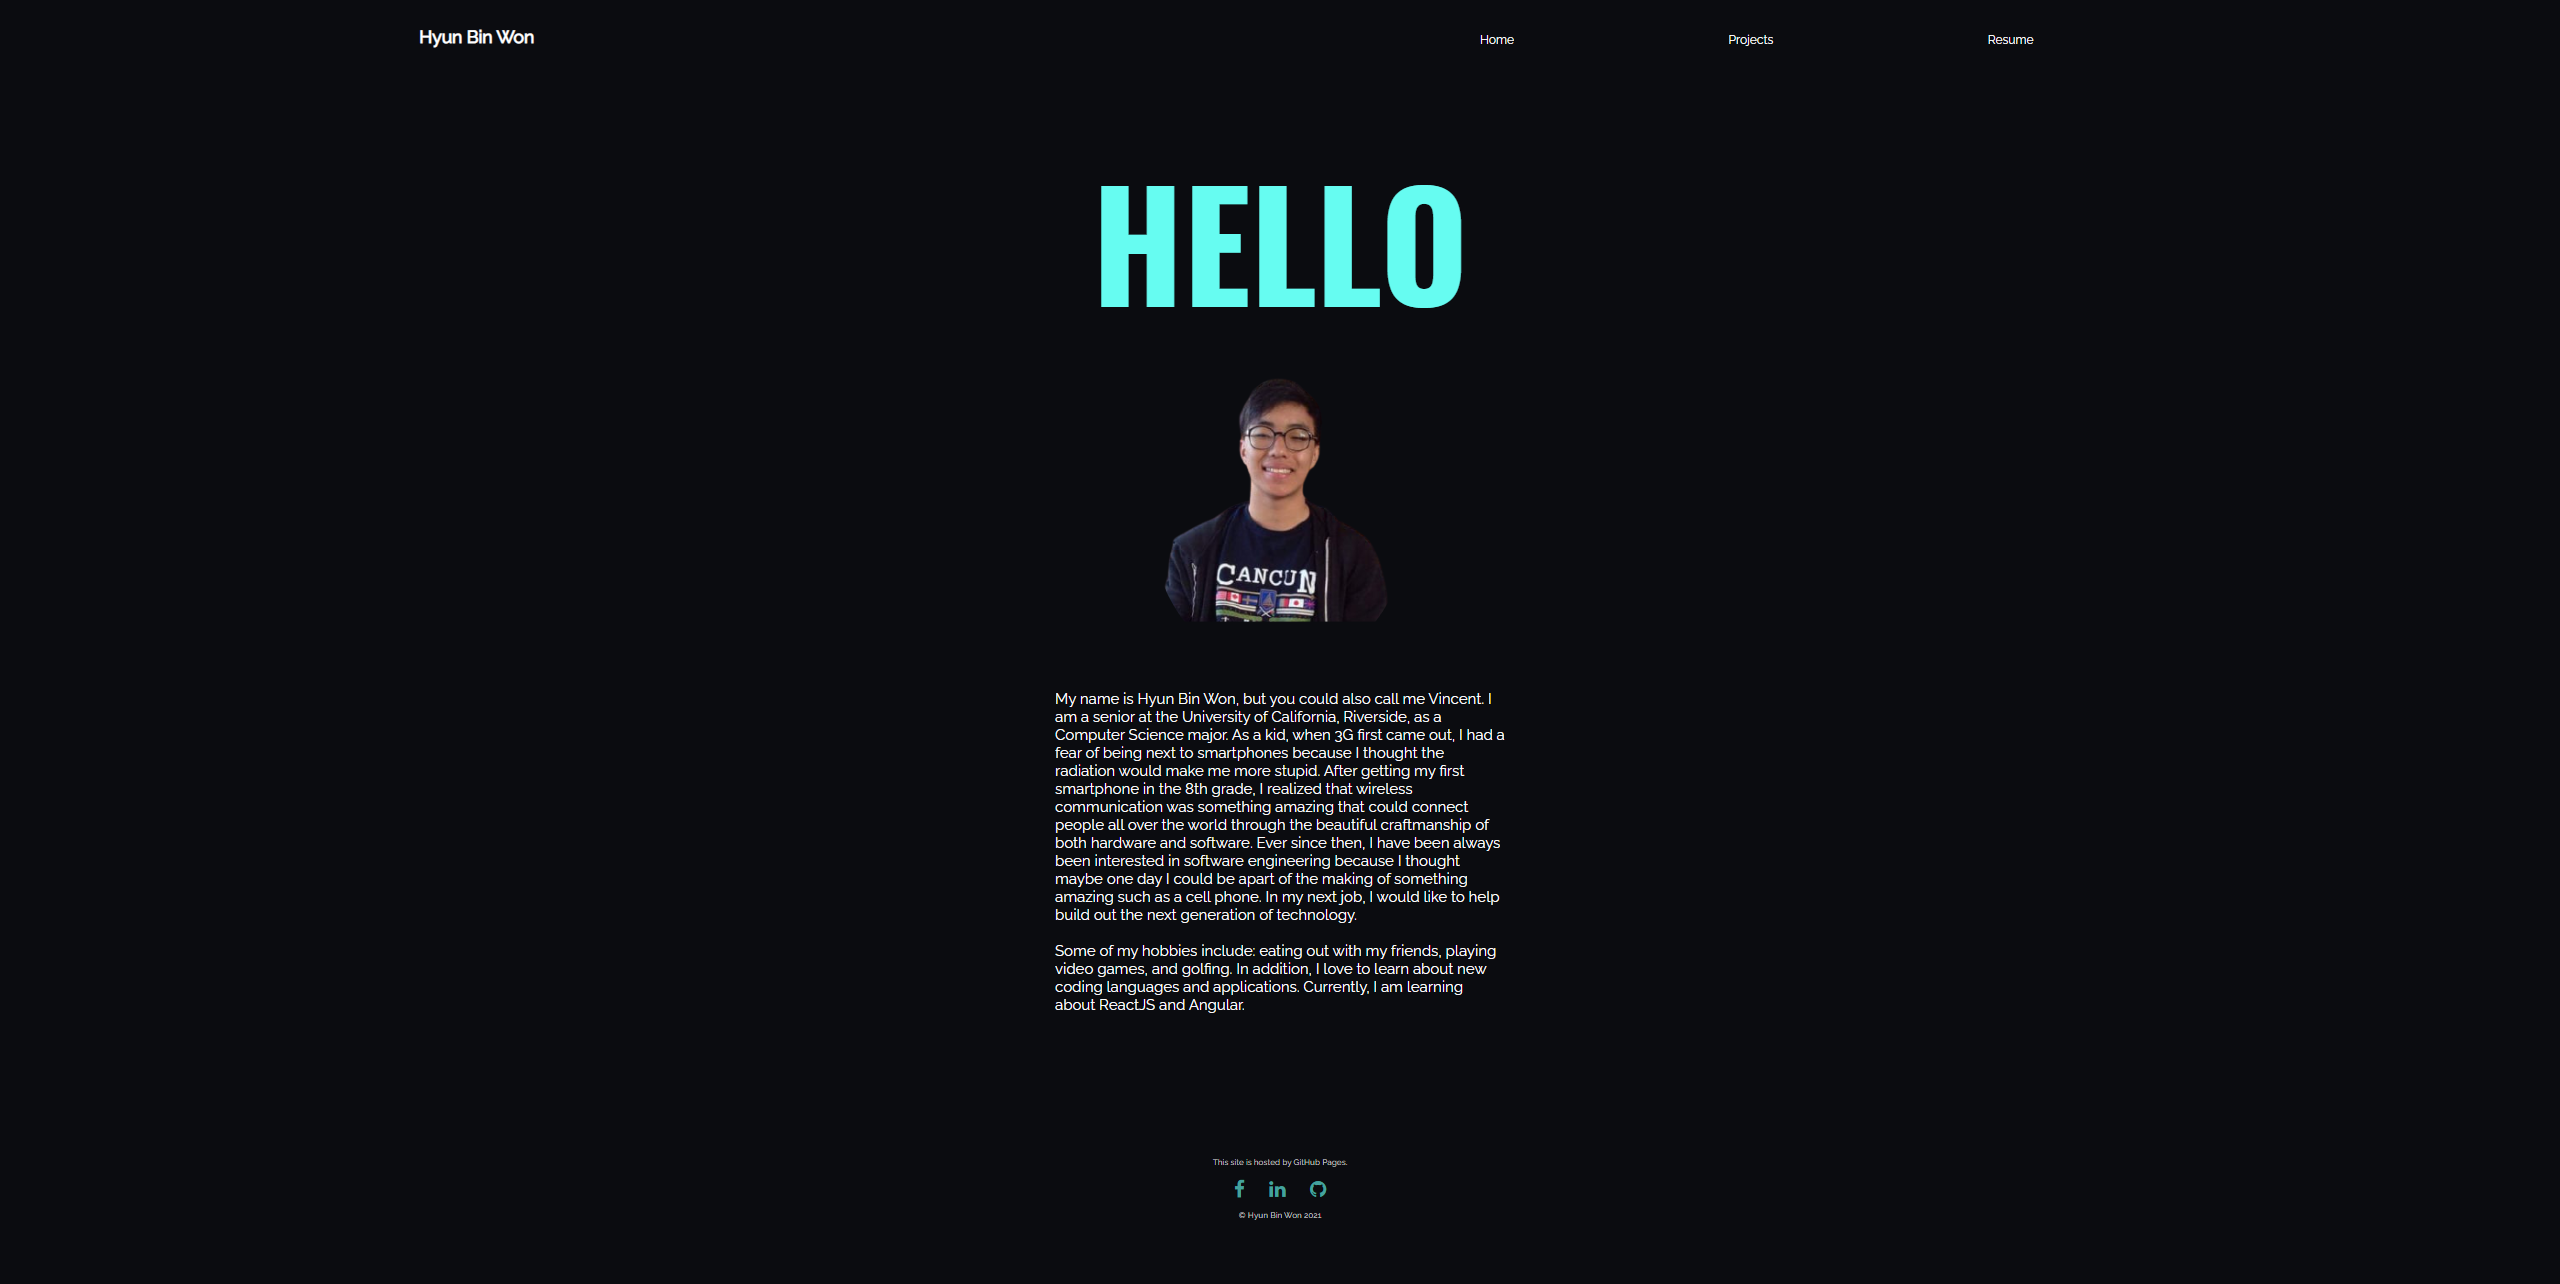 Hyun Bin Won
Home
Projects
Resume
HELLO
CANCUN
My name is Hyun Bin Won, but you could also call me Vincent. I
am a senior at the University of California, Riverside, as a
Computer Science major. As a kid, when 3G first came out, I had a
fear of being next to smartphones because I thought the
radiation would make me more stupid. After getting my first
smartphone in the 8th grade, I realized that wireless
communication was something amazing that could connect
people all over the world through the beautiful craftmanship of
both hardware and software. Ever since then, I have been always
been interested in software engineering because I thought
maybe one day I could be apart of the making of something
amazing such as a cell phone. In my next job, I would like to help
build out the next generation of technology.
Some of my hobbies include: eating out with my friends, playing
video games, and golfing. In addition, I love to learn about new
coding languages and applications. Currently, I am learning
about ReactJS and Angular.
This site is hosted by GitHub Pages.
© Hyun Bin Won 2021